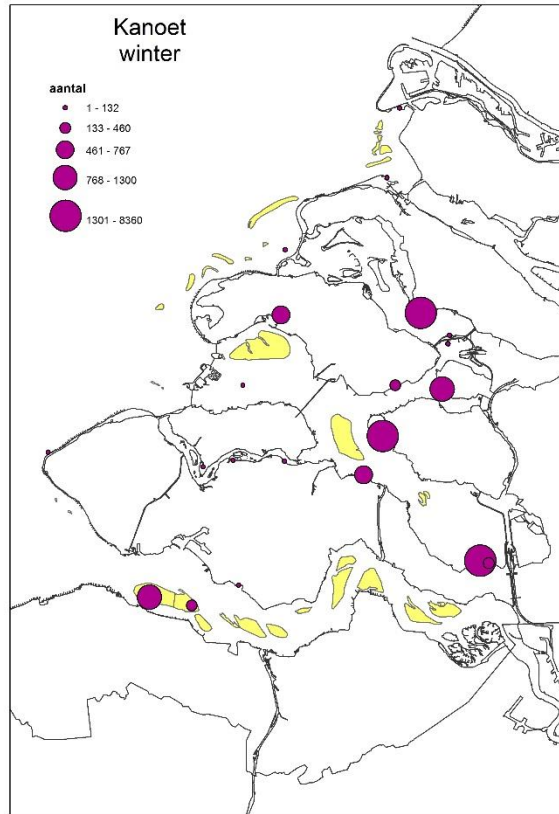 Kanoet
winter
aantal
1 - 132
133 - 460
461 - 767
768 - 1300
1301 - 8360